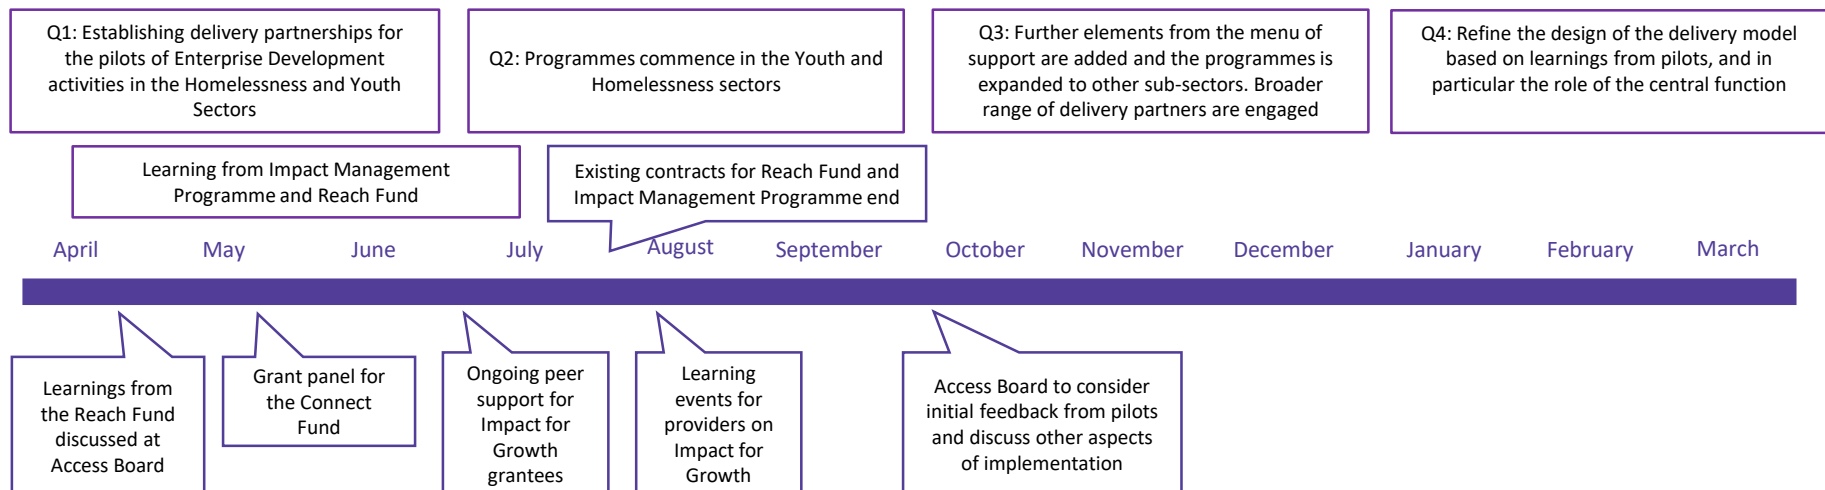 Q1: Establishing delivery partnerships for
the pilots of Enterprise Development
activities in the Homelessness and Youth
Sectors
Q2: Programmes commence in the Youth and
Homelessness sectors
Q3: Further elements from the menu of
support are added and the programmes is
expanded to other sub-sectors. Broader
range of delivery partners are engaged
Q4: Refine the design of the delivery model
based on learnings from pilots, and in
particular the role of the central function
Learning from Impact Management
Programme and Reach Fund
Existing contracts for Reach Fund and
Impact Management Programme end
April May June July August September October November December January February March
Learnings from
the Reach Fund
discussed at
Access Board
Grant panel for
the Connect
Fund
Ongoing peer
support for
Impact for
Growth
grantees
Learning
events for
providers on
Impact for
Growth
Access Board to consider
initial feedback from pilots
and discuss other aspects
of implementation